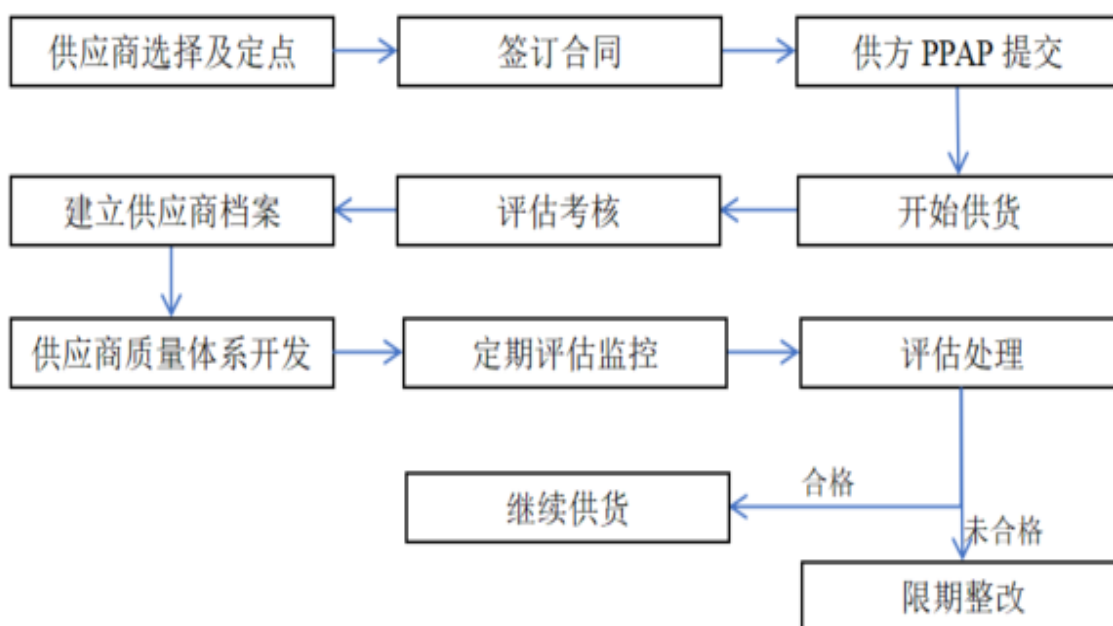 供应商选择及定点
签订合同
供方 PPAP 提交
开始供货
评估考核
建立供应商档案
供应商质量体系开发
定期评估监控
评估处理
合格
继续供货
未合格
限期整改